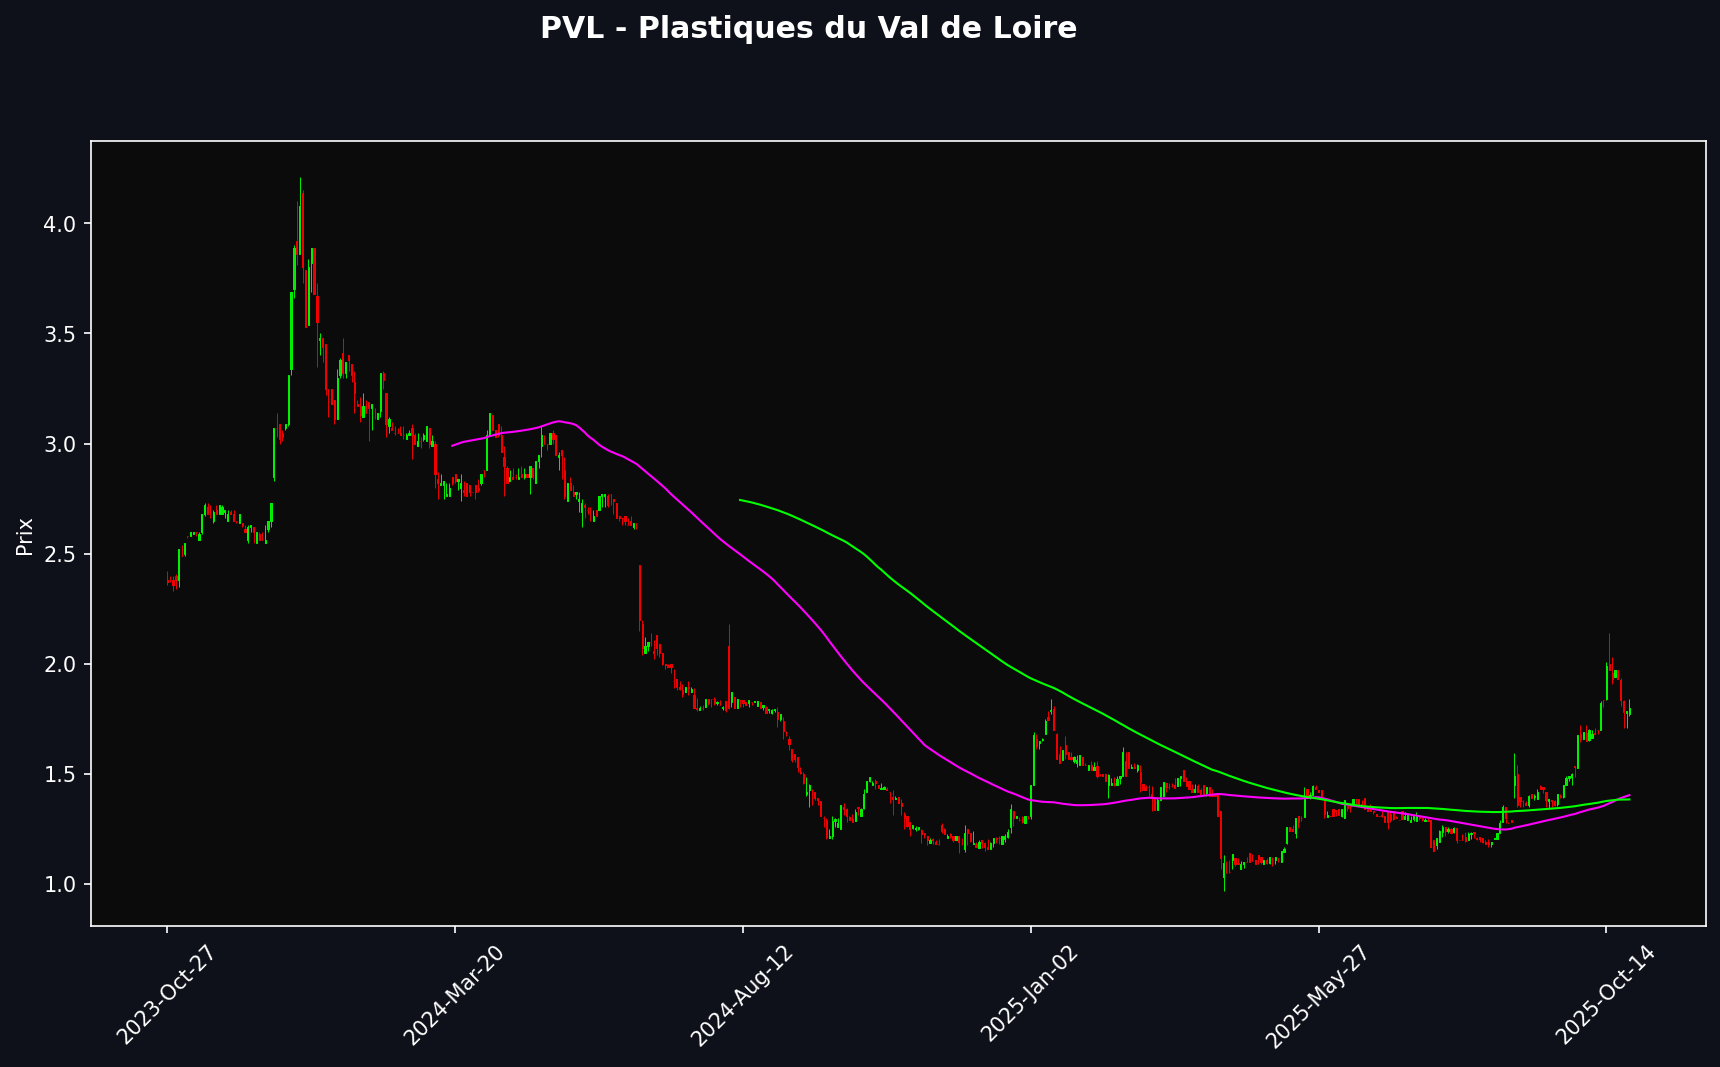 PVL - Plastiques du Val de Loire
Prix
4.0
3.5
3.0
2.5
2.0
1.5
1.0
2023-Oct-27
2024-Mar-20
2024-Aug-12
2025-Jan-02
2025-May-27
2025-Oct-14